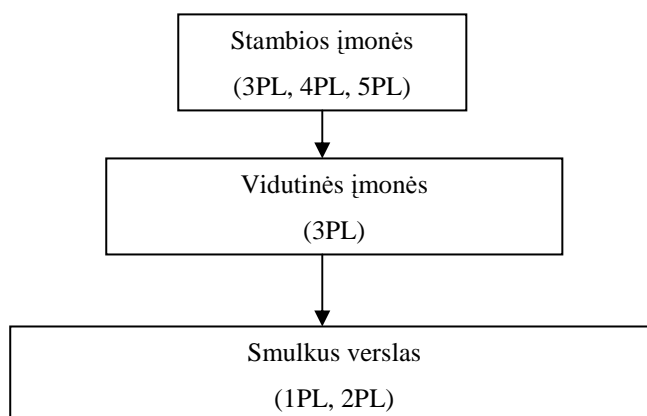 Stambios įmonės
(3PL, 4PL, 5PL)
Vidutinės įmonės
(3PL)
Smulkus verslas
(1PL, 2PL)